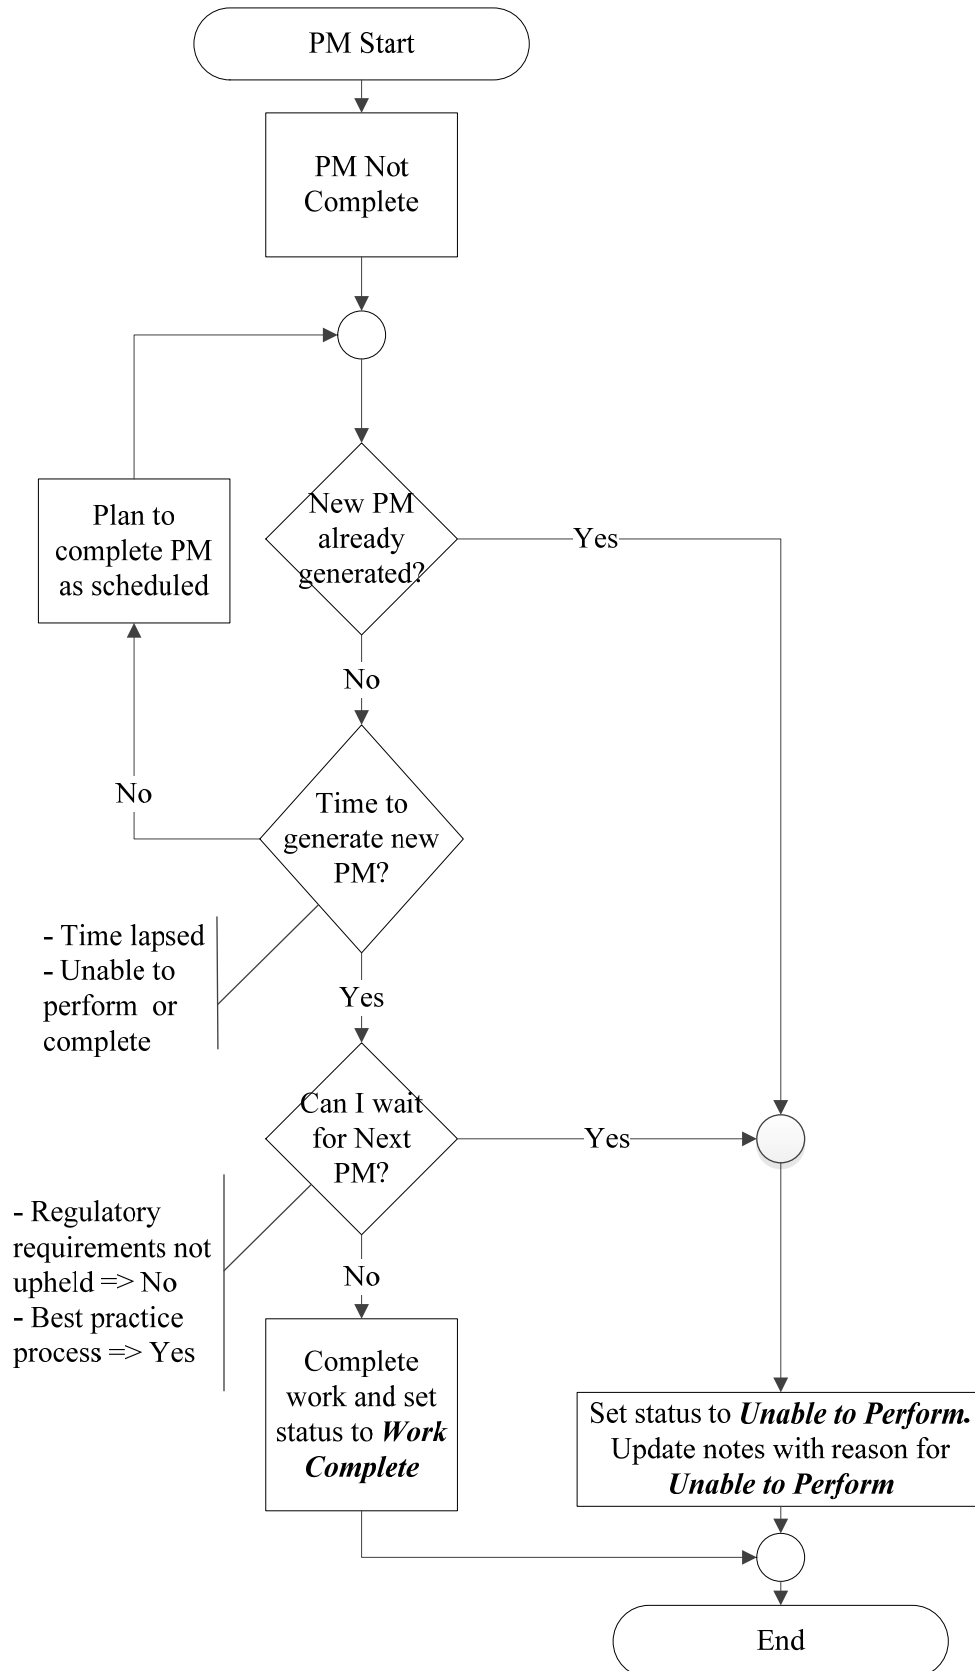 PM Start
PM Not
Complete
New PM
already
generated?
Yes
Plan to
complete PM
as scheduled
No
Time to
generate new
PM?
No
- Time lapsed
- Unable to
perform or
complete
Yes
Can I wait
for Next
PM?
Yes
- Regulatory
requirements not
upheld => No
- Best practice
process => Yes
No
Complete
work and set
status to Work
Complete
Set status to Unable to Perform.
Update notes with reason for
Unable to Perform
End